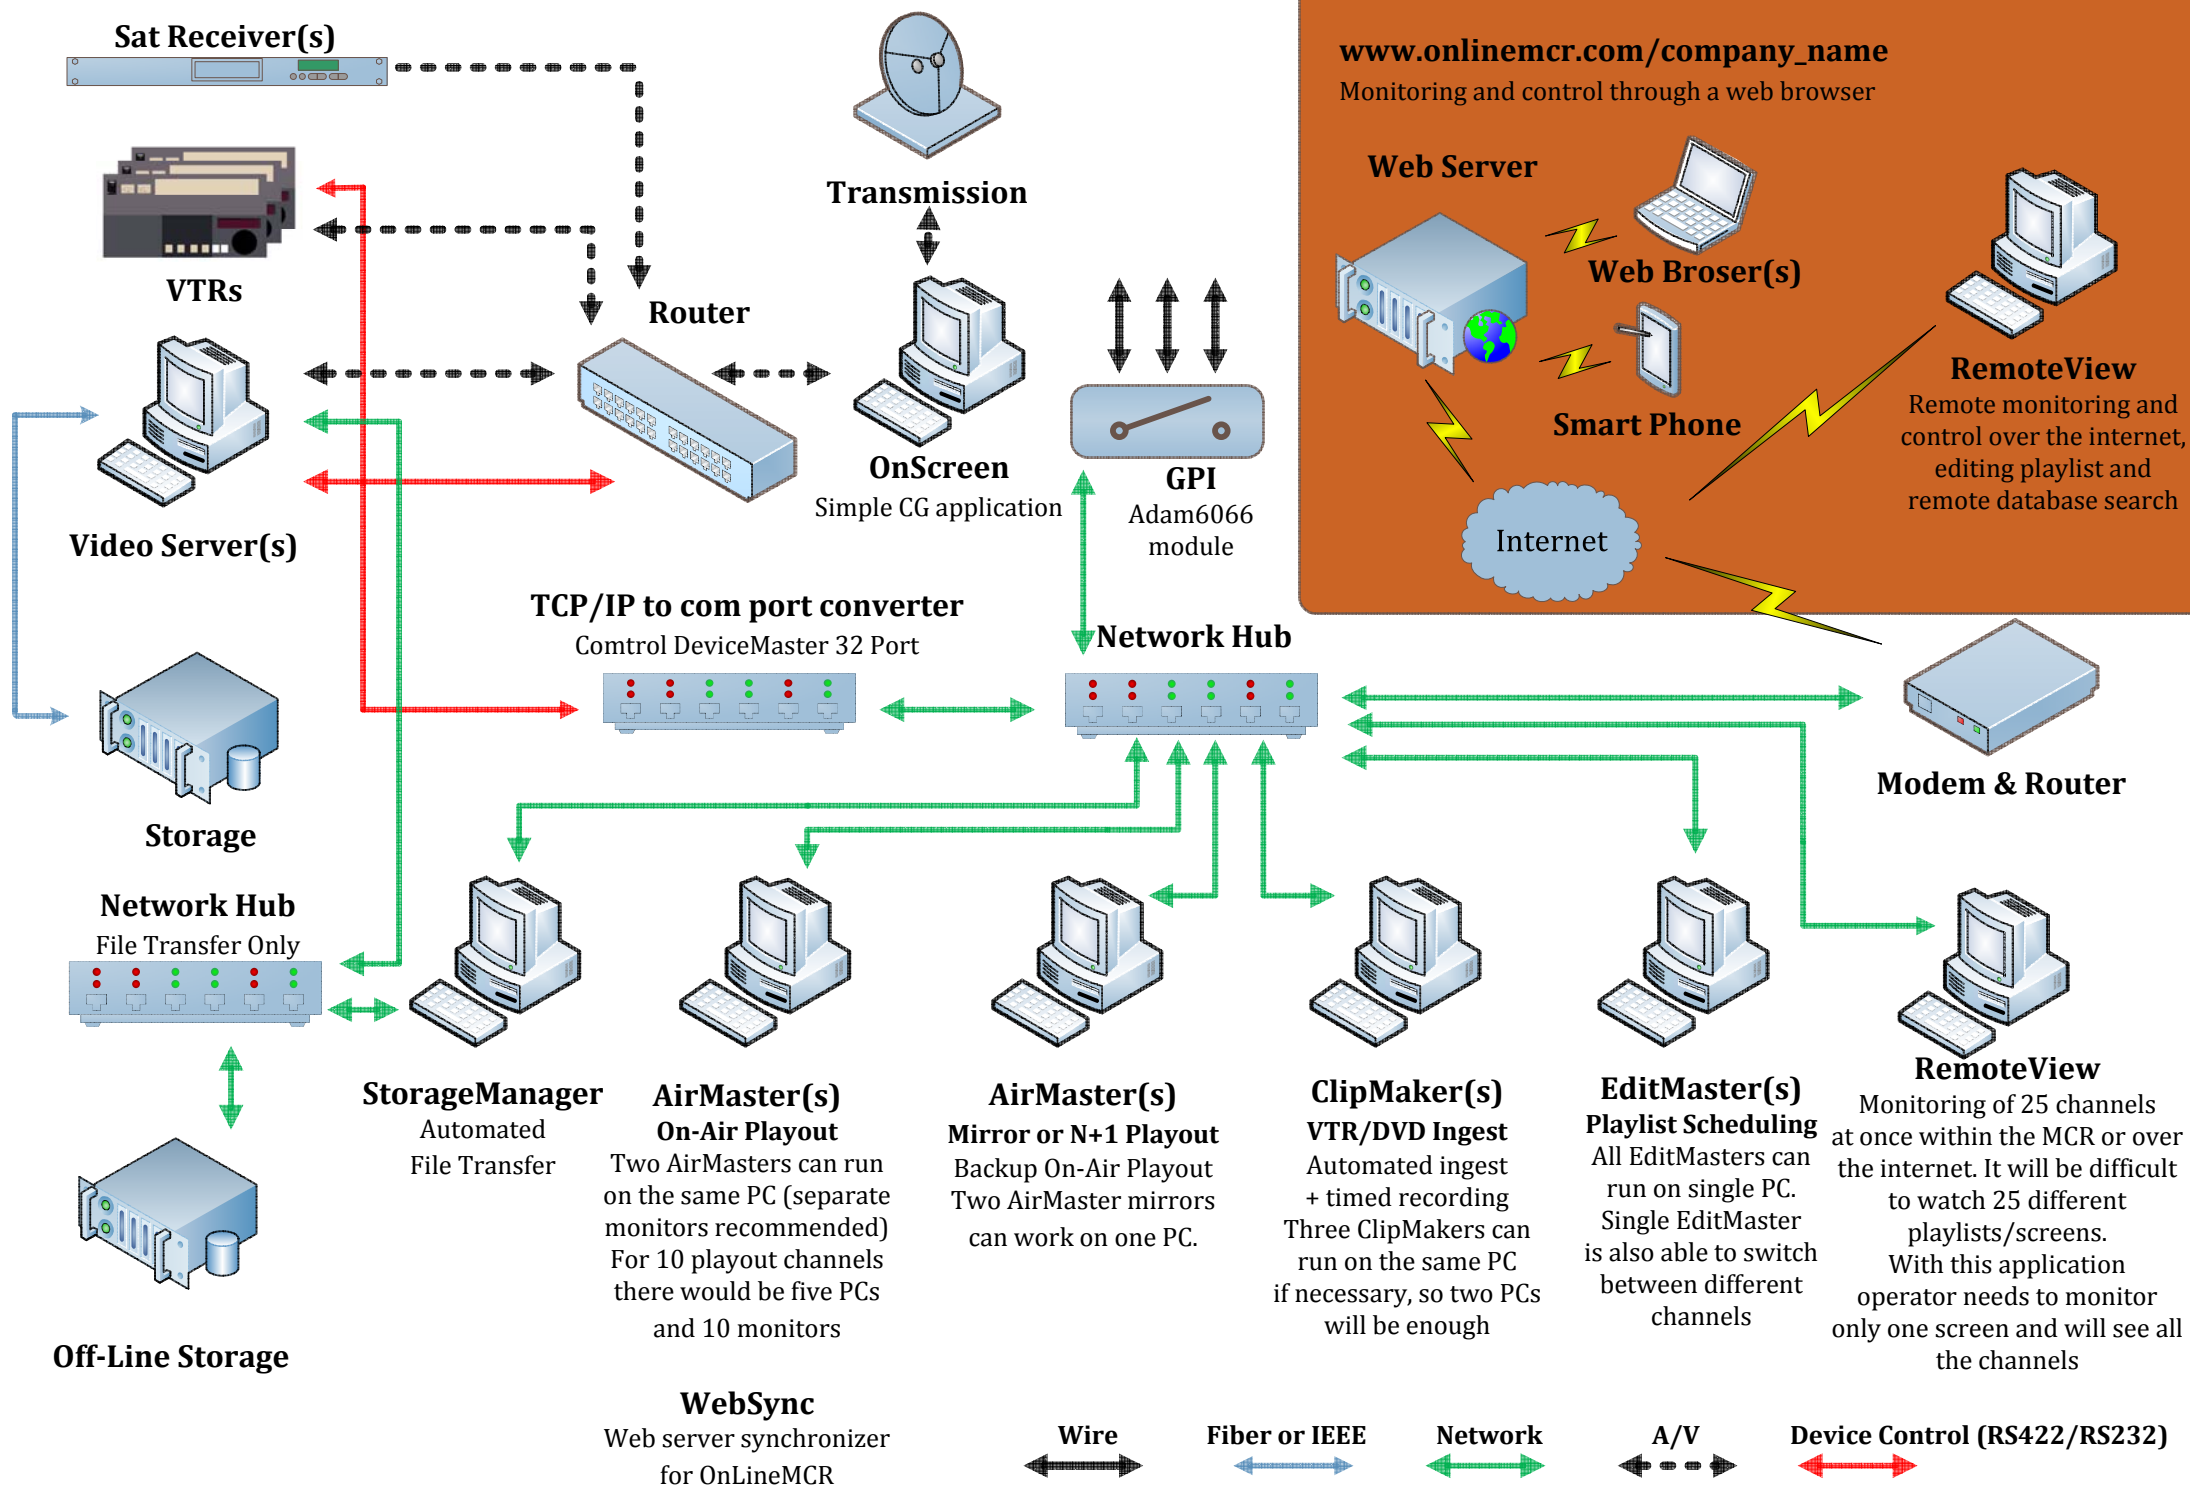 Sat Receiver(s)
VTRs
Video Server(s)
Storage
Network Hub
File Transfer Only
Off-Line Storage
Transmission
Router
OnScreen
Simple CG application
GPI
Adam6066
module
TCP/IP to com port converter
Comtrol DeviceMaster 32 Port
Network Hub
www.onlinemcr.com/company_name
Monitoring and control through a web browser
Web Server
Web Broser(s)
Smart Phone
Internet
RemoteView
Remote monitoring and
control over the internet,
editing playlist and
remote database search
Modem & Router
StorageManager
Automated
File Transfer
AirMaster(s)
On-Air Playout
Two AirMasters can run
on the same PC (separate
monitors recommended)
For 10 playout channels
there would be five PCs
and 10 monitors
AirMaster(s)
Mirror or N+1 Playout
Backup On-Air Playout
Two AirMaster mirrors
can work on one PC.
ClipMaker(s)
VTR/DVD Ingest
Automated ingest
+ timed recording
Three ClipMakers can
run on the same PC
if necessary, so two PCs
will be enough
EditMaster(s)
Playlist Scheduling
All EditMasters can
run on single PC.
Single EditMaster
is also able to switch
between different
channels
RemoteView
Monitoring of 25 channels
at once within the MCR or over
the internet. It will be difficult
to watch 25 different
playlists/screens.
With this application
operator needs to monitor
only one screen and will see all
the channels
WebSync
Web server synchronizer
for OnLineMCR
Wire
Fiber or IEEE
Network
A/V
Device Control (RS422/RS232)